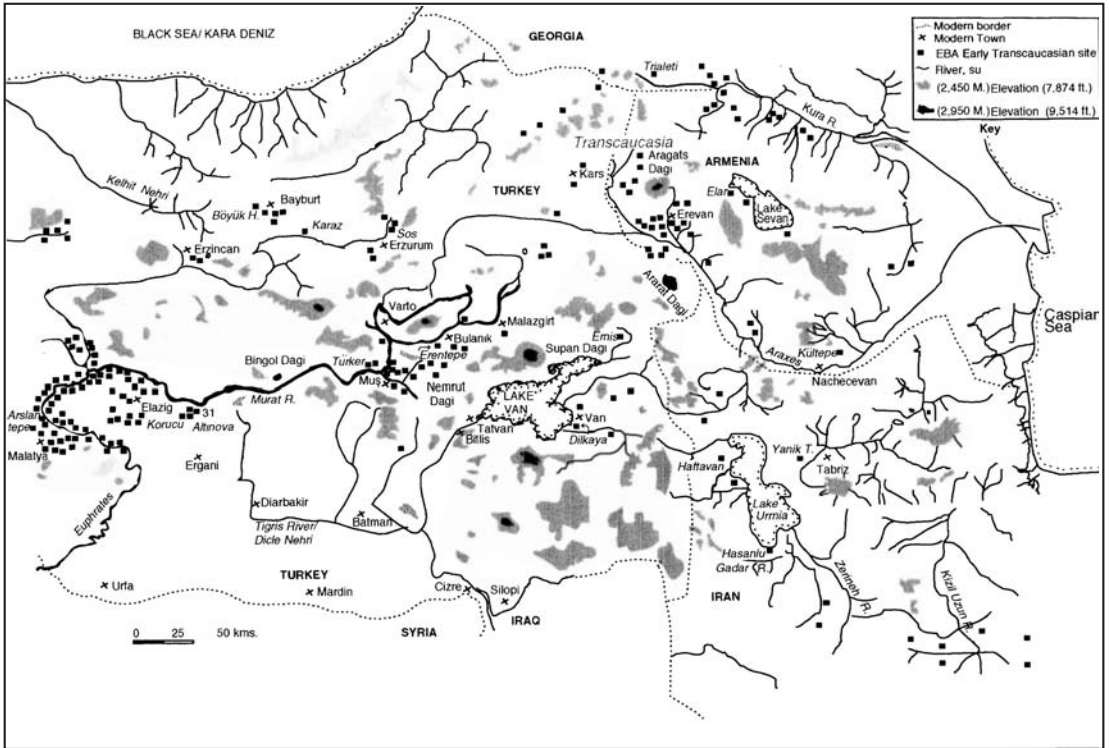 BLACK SEA/ KARA DENIZ
GEORGIA
Modern border
Modern Town
EBA Early Transcaucasian site
River, su
(2,450 M.) Elevation (7,874 ft.)
(2,950 M.) Elevation (9,514 ft.)
Key
Trialeti
Kura R.
Transcaucasia
Aragats
Dagı
ARMENIA
Kars
TURKEY
Kelhit Nehri
Bayburt
Böyük H.
Karaz
Sos
Erzurum
Erzincan
Elar
Lake
Sevan
Erevan
Ararat Dagi
Caspian
Sea
Varto
Malazgirt
Bulanık
Ernis
Supan Dagı
Araxes
Kültepe
Nachecevan
Bingol Dagi
Türker
Erentepe
Muş
Nemrut
Dagi
Murat R.
LAKE
VAN
Elazig
Arslan
tepe
Korucu
31
Altınova
Malatya
Tatvan
Van
Bitlis
Dilkaya
Ergani
Haftavan
Yanik T.
Tabriz
Euphrates
Diarbakir
Batman
Tigris River/
Dicle Nehri
Lake
Urmia
Hasanlu
Gadar (R.)
Zerineh R.
Kizil Uzun R.
TURKEY
Urfa
Mardin
Cizre
Silopi
IRAN
0 25 50 kms.
SYRIA
IRAQ